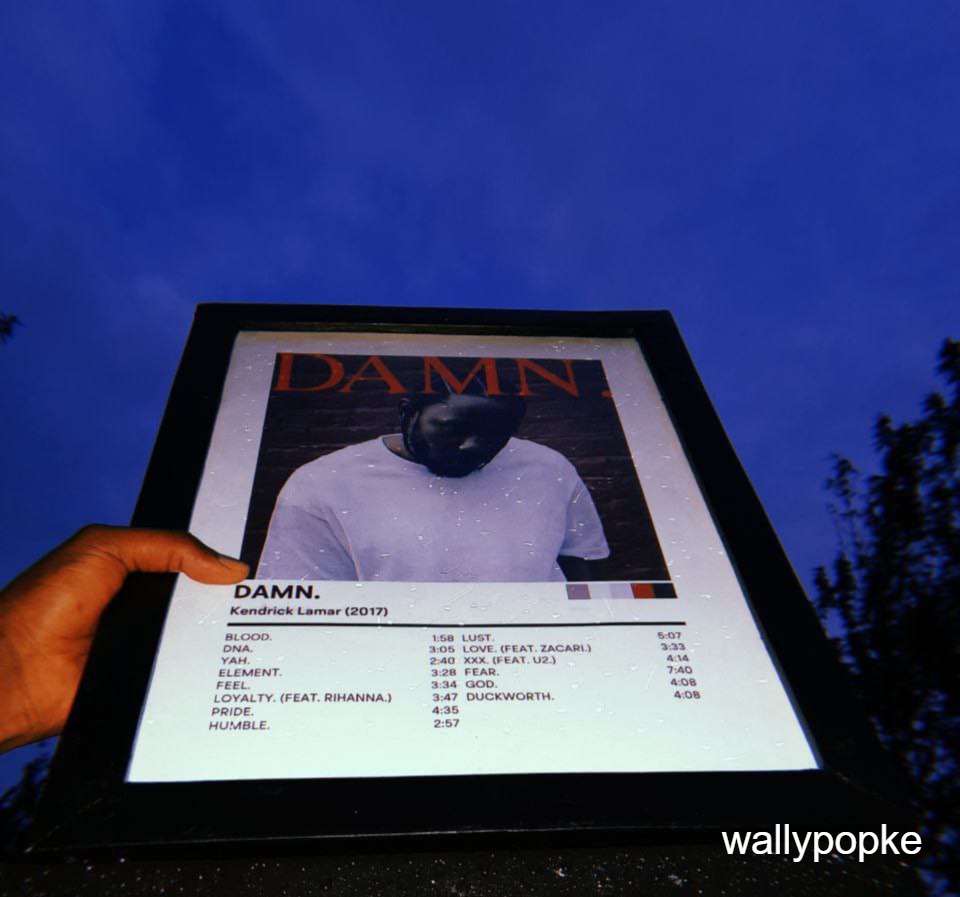 DAMN.
DAMN.
Kendrick Lamar (2017)
BLOOD. 1:58
DNA. 3:05
YAH. 2:40
ELEMENT. 3:28
FEEL. 3:34
LOYALTY. (FEAT. RIHANNA.) 3:47
PRIDE. 4:35
HUMBLE. 2:57
LUST. 5:07
LOVE. (FEAT. ZACARI.) 3:33
XXX. (FEAT. U2.) 4:14
FEAR. 7:40
GOD. 4:08
DUCKWORTH. 4:08
wallypopke